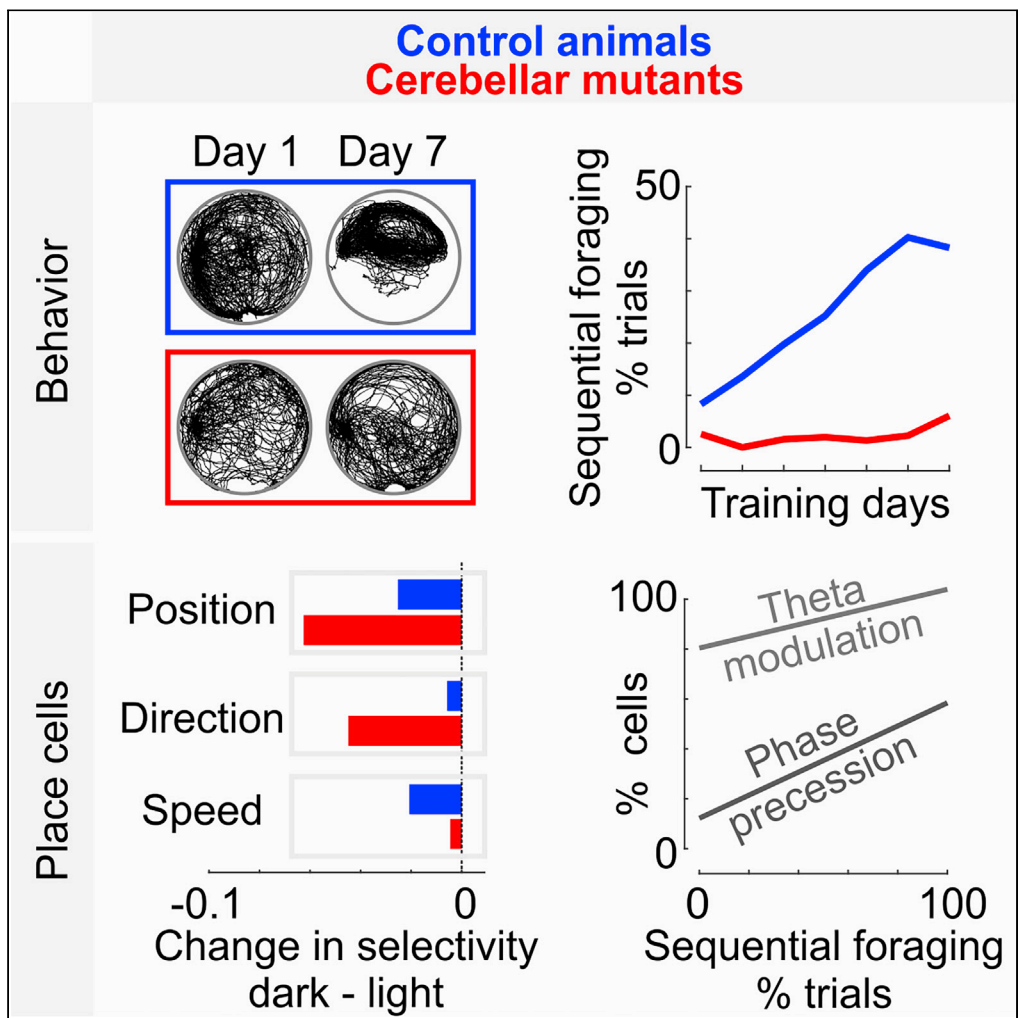 Control animals
Cerebellar mutants
Behavior
Day 1 Day 7
Sequential foraging
% trials
50
0
Training days
Place cells
Position
Direction
Speed
-0.1 0
Change in selectivity
dark - light
% cells
100
0
Theta
modulation
Phase
precession
0 100
Sequential foraging
% trials